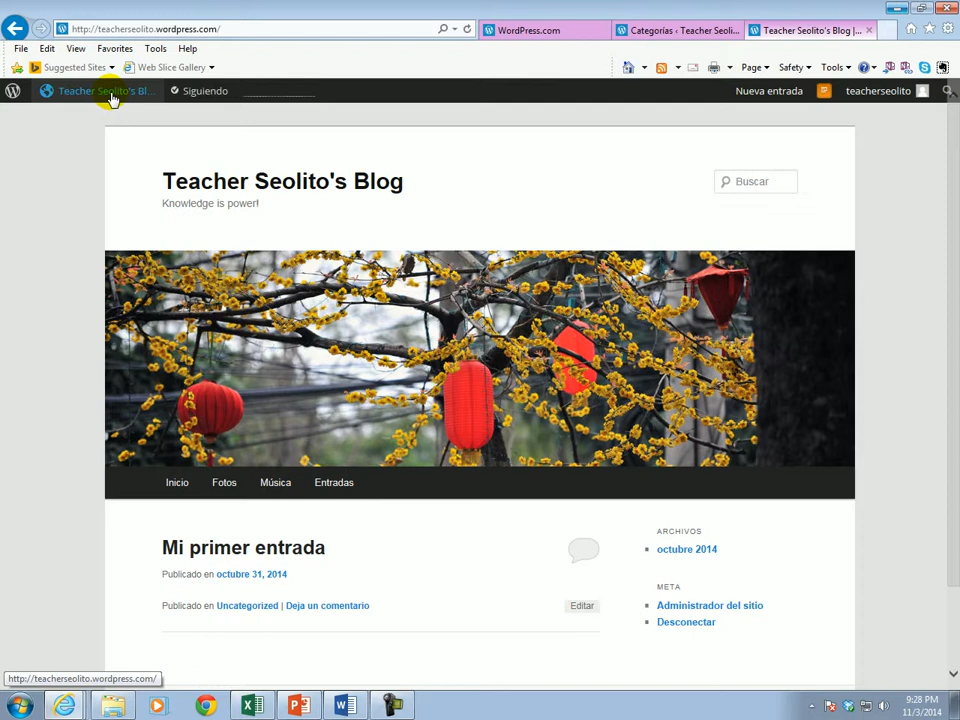 http://teacherseolito.wordpress.com/
WordPress.com
Categorías ‹ Teacher Seoli...
Teacher Seolito's Blog |...
File Edit View Favorites Tools Help
Suggested Sites Web Slice Gallery
Page Safety Tools
Teacher Seolito's Bl... Siguiendo
Nueva entrada teacherseolito
Teacher Seolito's Blog
Buscar
Knowledge is power!
Inicio Fotos Música Entradas
Mi primer entrada
Publicado en octubre 31, 2014
Publicado en Uncategorized | Deja un comentario
Editar
ARCHIVOS
octubre 2014
META
Administrador del sitio
Desconectar
http://teacherseolito.wordpress.com/
9:28 PM
11/3/2014